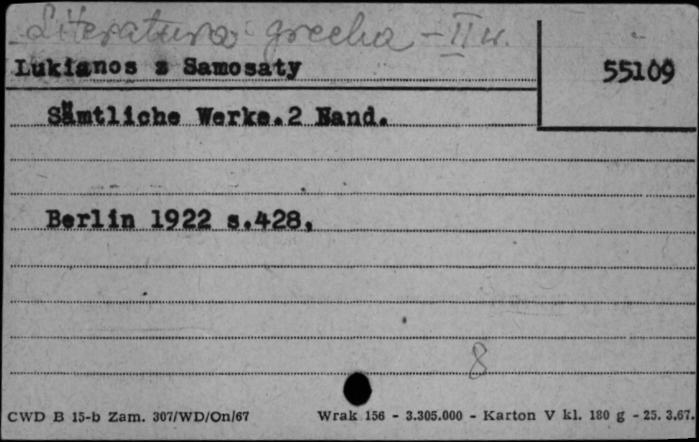 Literatura grecka - II w.
Lukianos z Samosaty
55109
Sämtliche Werke. 2 Band.
Berlin 1922 s.428,
8
CWD B 15-b Zam. 307/WD/On/67 Wrak 156 - 3.305.000 - Karton V kl. 180 g - 25. 3.67.